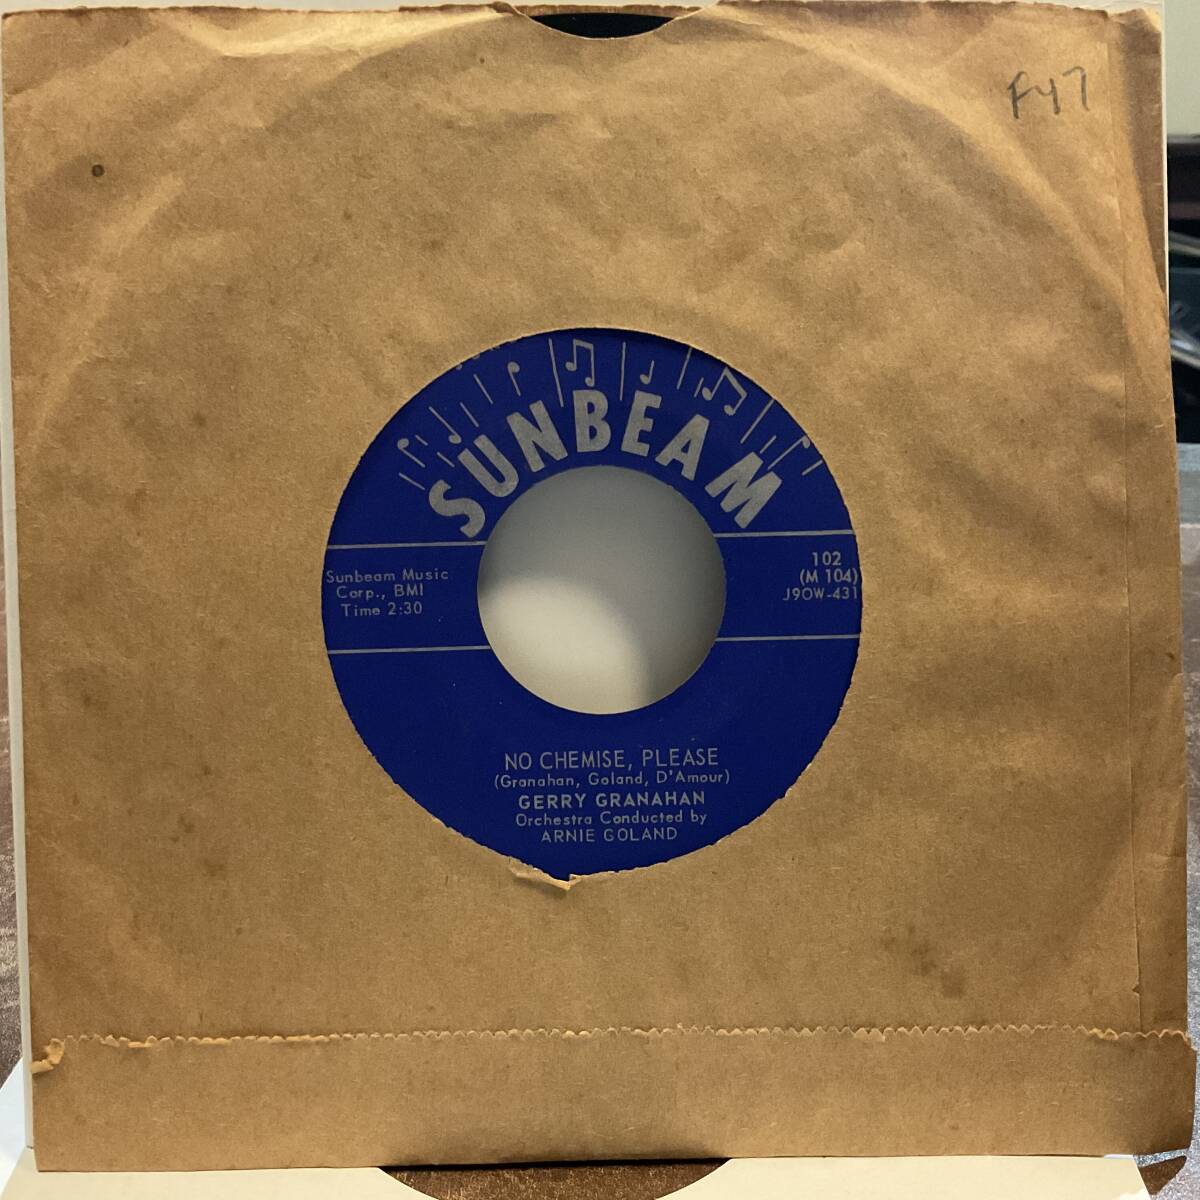 F47
SUNBEAM
Sunbeam Music
Corp., BMI
Time 2:30
102
(M 104)
J9OW-431
NO CHEMISE, PLEASE
(Granahan, Goland, D'Amour)
GERRY GRANAHAN
Orchestra Conducted by
ARNIE GOLAND